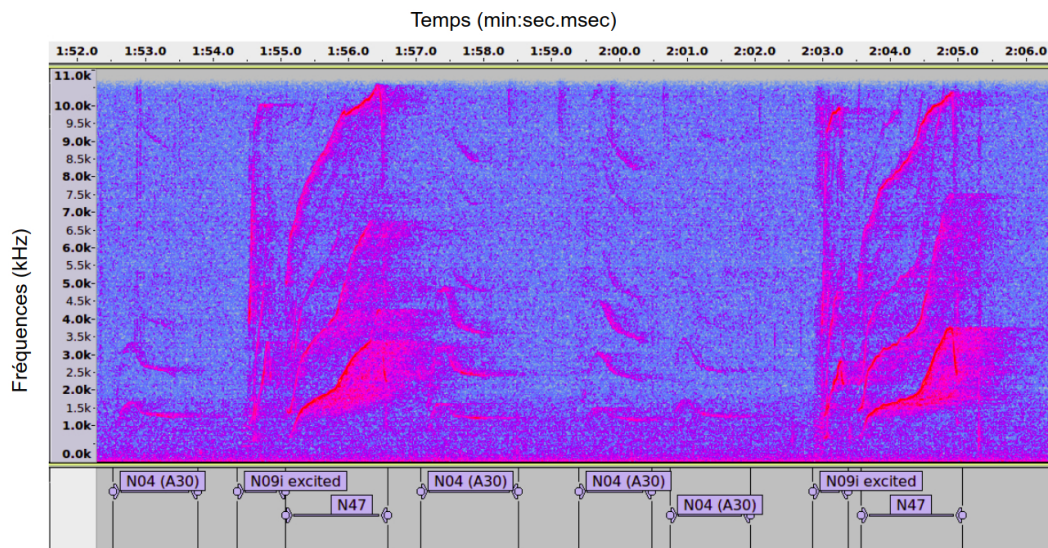 Temps (min:sec.msec)
1:52.0 1:53.0 1:54.0 1:55.0 1:56.0 1:57.0 1:58.0 1:59.0 2:00.0 2:01.0 2:02.0 2:03.0 2:04.0 2:05.0 2:06.0
Fréquences (kHz)
11.0k
10.0k
9.5k
9.0k
8.5k
8.0k
7.5k
7.0k
6.5k
6.0k
5.5k
5.0k
4.5k
4.0k
3.5k
3.0k
2.5k
2.0k
1.5k
1.0k
0.0k
N04 (A30) N09i excited N04 (A30) N04 (A30) N09i excited
N47 N04 (A30) N47